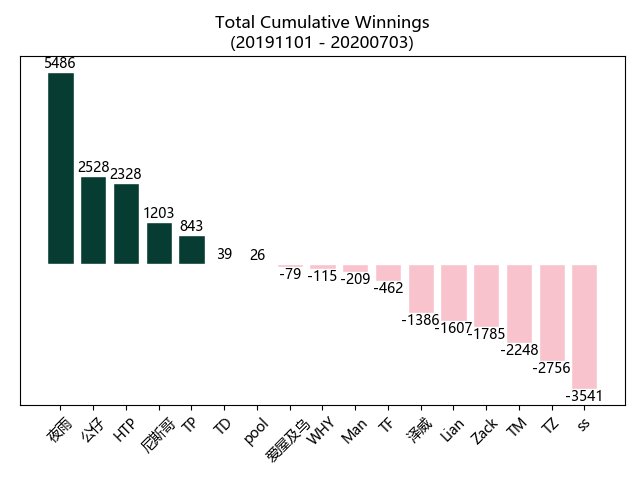 Total Cumulative Winnings
(20191101 - 20200703)
5486
2528
2328
1203
843
39
26
-79
-115
-209
-462
-1386
-1607
-1785
-2248
-2756
-3541
夜雨
公仔
HTP
尼斯哥
TP
TD
pool
爱屋及乌
WHY
Man
TF
泽威
Lian
Zack
TM
TZ
ss